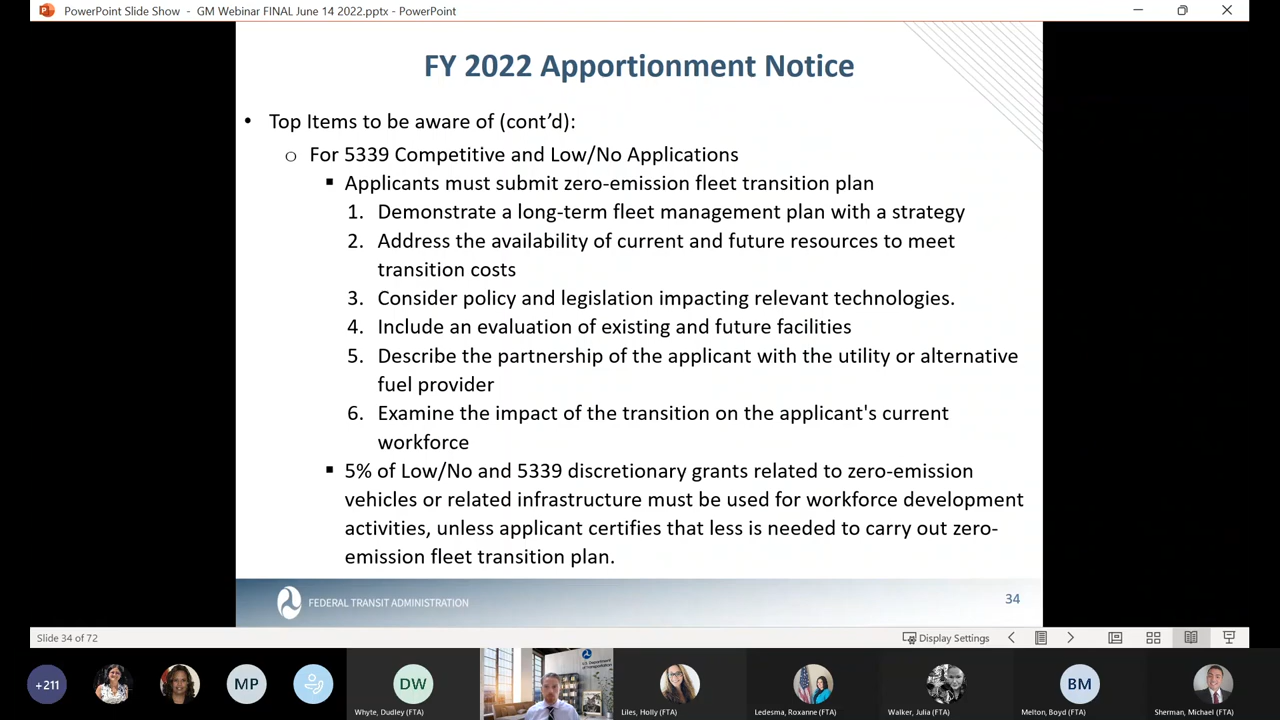 PowerPoint Slide Show - GM Webinar FINAL June 14 2022.pptx - PowerPoint
FY 2022 Apportionment Notice
• Top Items to be aware of (cont’d):
o For 5339 Competitive and Low/No Applications
▪ Applicants must submit zero-emission fleet transition plan
1. Demonstrate a long-term fleet management plan with a strategy
2. Address the availability of current and future resources to meet
transition costs
3. Consider policy and legislation impacting relevant technologies.
4. Include an evaluation of existing and future facilities
5. Describe the partnership of the applicant with the utility or alternative
fuel provider
6. Examine the impact of the transition on the applicant's current
workforce
▪ 5% of Low/No and 5339 discretionary grants related to zero-emission
vehicles or related infrastructure must be used for workforce development
activities, unless applicant certifies that less is needed to carry out zero-
emission fleet transition plan.
FEDERAL TRANSIT ADMINISTRATION
34
Slide 34 of 72
Display Settings
+211
MP
DW
BM
U.S. Department
of Transportation
Whyte, Dudley (FTA)
Liles, Holly (FTA)
Ledesma, Roxanne (FTA)
Walker, Julia (FTA)
Melton, Boyd (FTA)
Sherman, Michael (FTA)